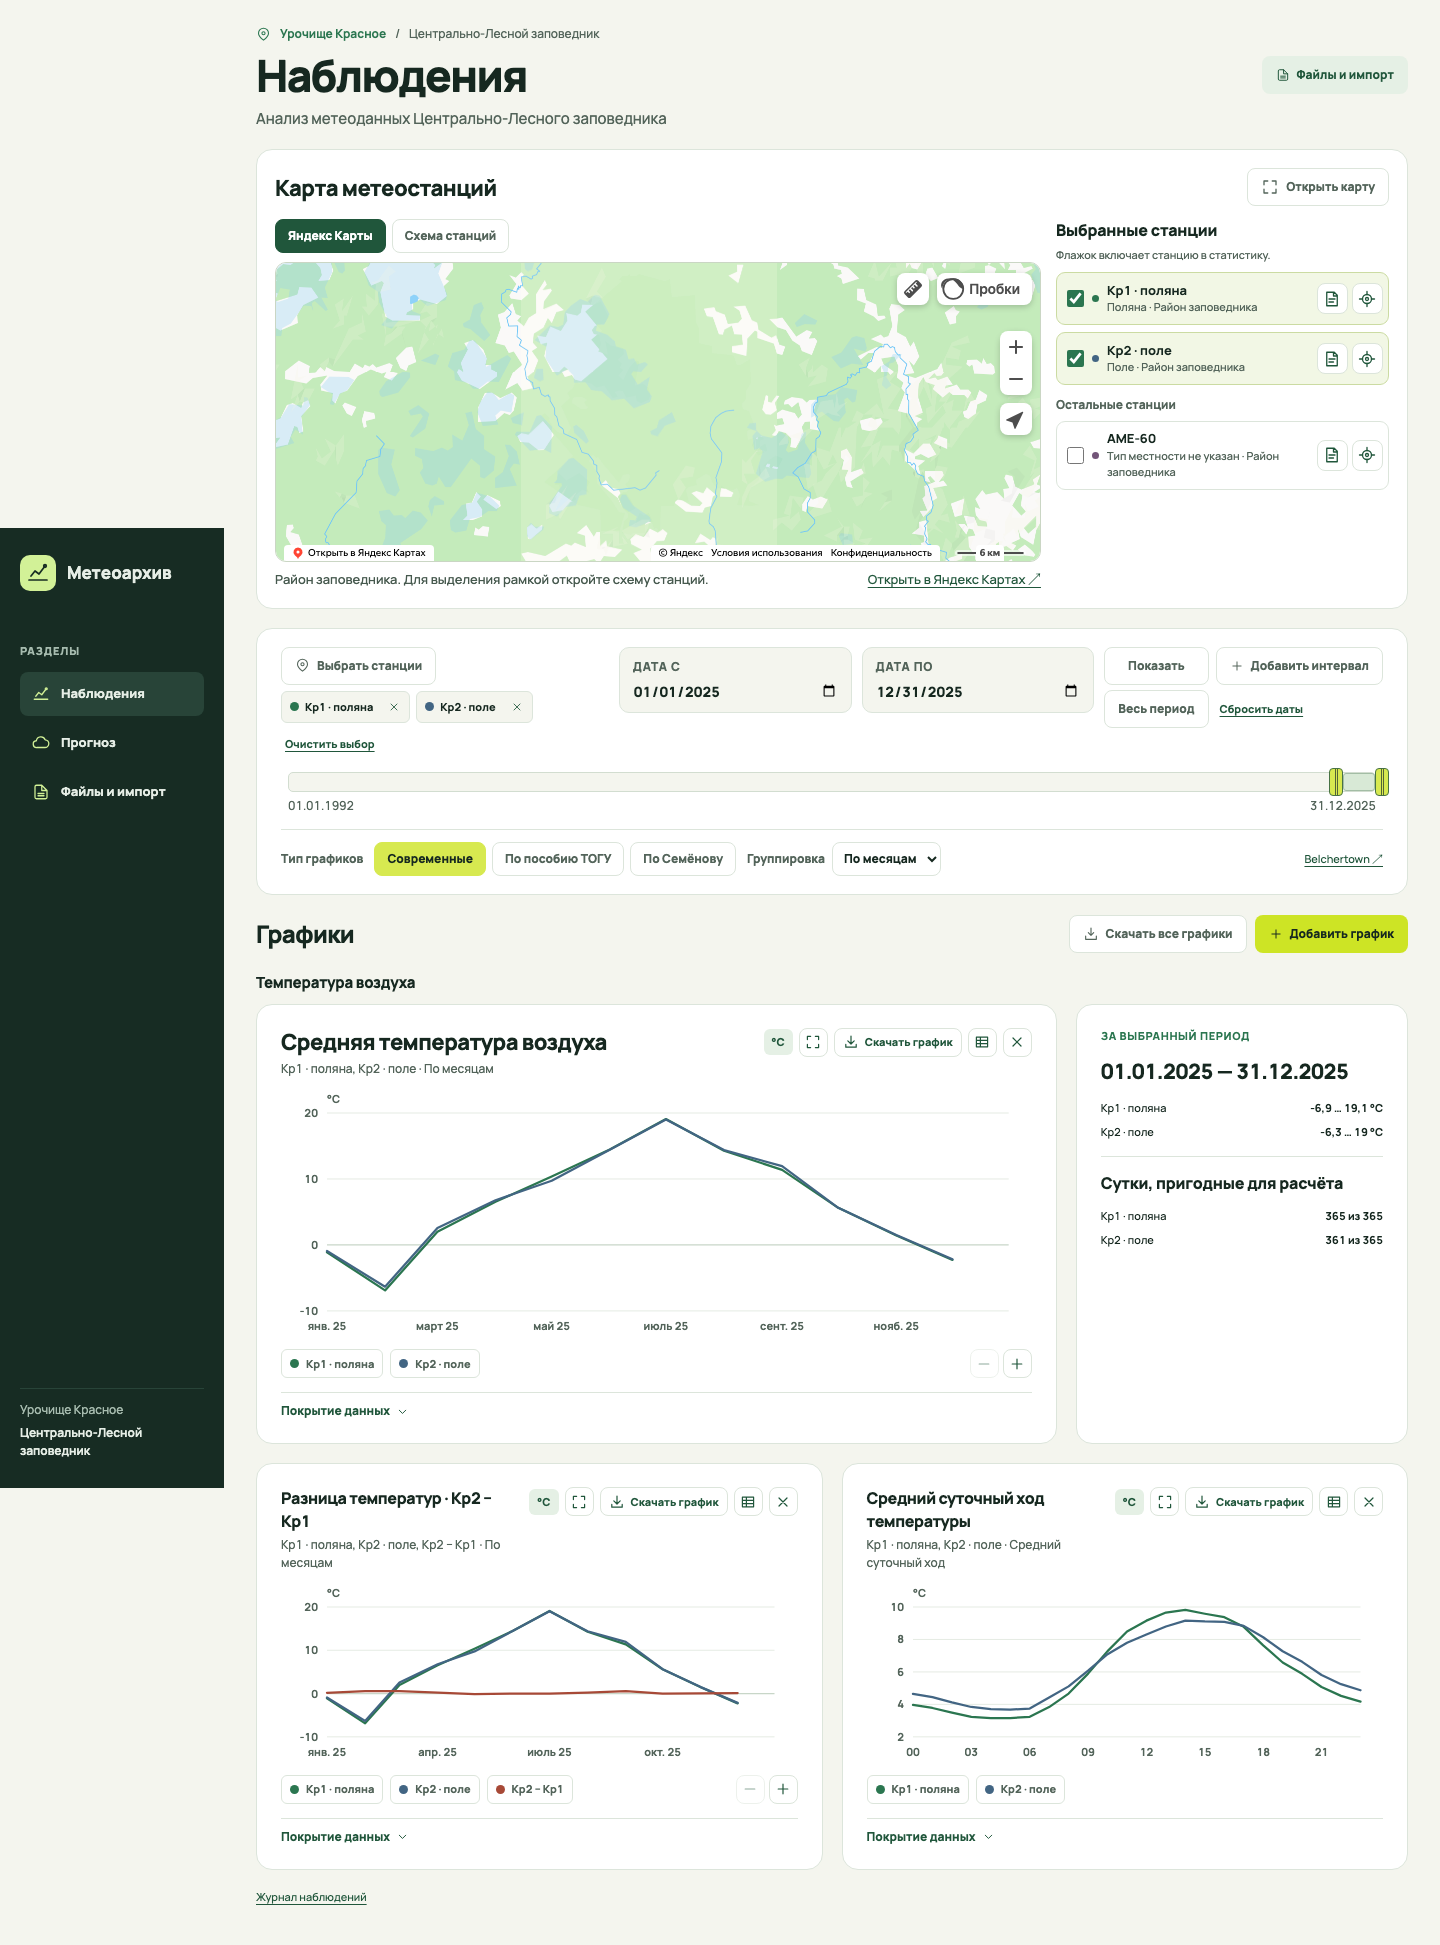 Урочище Красное / Центрально-Лесной заповедник
Наблюдения
Файлы и импорт
Анализ метеоданных Центрально-Лесного заповедника
Карта метеостанций
Открыть карту
Яндекс Карты
Схема станций
Пробки
Открыть в Яндекс Картах
© Яндекс Условия использования Конфиденциальность
6 км
Район заповедника. Для выделения рамкой откройте схему станций.
Открыть в Яндекс Картах ↗
Выбранные станции
Флажок включает станцию в статистику.
Кр1 · поляна
Поляна · Район заповедника
Кр2 · поле
Поле · Район заповедника
Остальные станции
АМЕ-60
Тип местности не указан · Район
заповедника
Метеоархив
РАЗДЕЛЫ
Наблюдения
Прогноз
Файлы и импорт
Урочище Красное
Центрально-Лесной
заповедник
Выбрать станции
Кр1 · поляна ×
Кр2 · поле ×
Очистить выбор
ДАТА С
01/01/2025
ДАТА ПО
12/31/2025
Показать
+ Добавить интервал
Весь период
Сбросить даты
01.01.1992
31.12.2025
Тип графиков
Современные
По пособию ТОГУ
По Семёнову
Группировка
По месяцам
Belchertown ↗
Графики
Скачать все графики
+ Добавить график
Температура воздуха
Средняя температура воздуха
°C
Скачать график
Кр1 · поляна, Кр2 · поле · По месяцам
°C
20
10
0
-10
янв. 25 март 25 май 25 июль 25 сент. 25 нояб. 25
Кр1 · поляна
Кр2 · поле
Покрытие данных
ЗА ВЫБРАННЫЙ ПЕРИОД
01.01.2025 — 31.12.2025
Кр1 · поляна -6,9 … 19,1 °C
Кр2 · поле -6,3 … 19 °C
Сутки, пригодные для расчёта
Кр1 · поляна 365 из 365
Кр2 · поле 361 из 365
Разница температур · Кр2 −
Кр1
°C
Скачать график
Кр1 · поляна, Кр2 · поле, Кр2 − Кр1 · По
месяцам
°C
20
10
0
-10
янв. 25 апр. 25 июль 25 окт. 25
Кр1 · поляна
Кр2 · поле
Кр2 − Кр1
Покрытие данных
Средний суточный ход
температуры
°C
Скачать график
Кр1 · поляна, Кр2 · поле · Средний
суточный ход
°C
10
8
6
4
2
00 03 06 09 12 15 18 21
Кр1 · поляна
Кр2 · поле
Покрытие данных
Журнал наблюдений